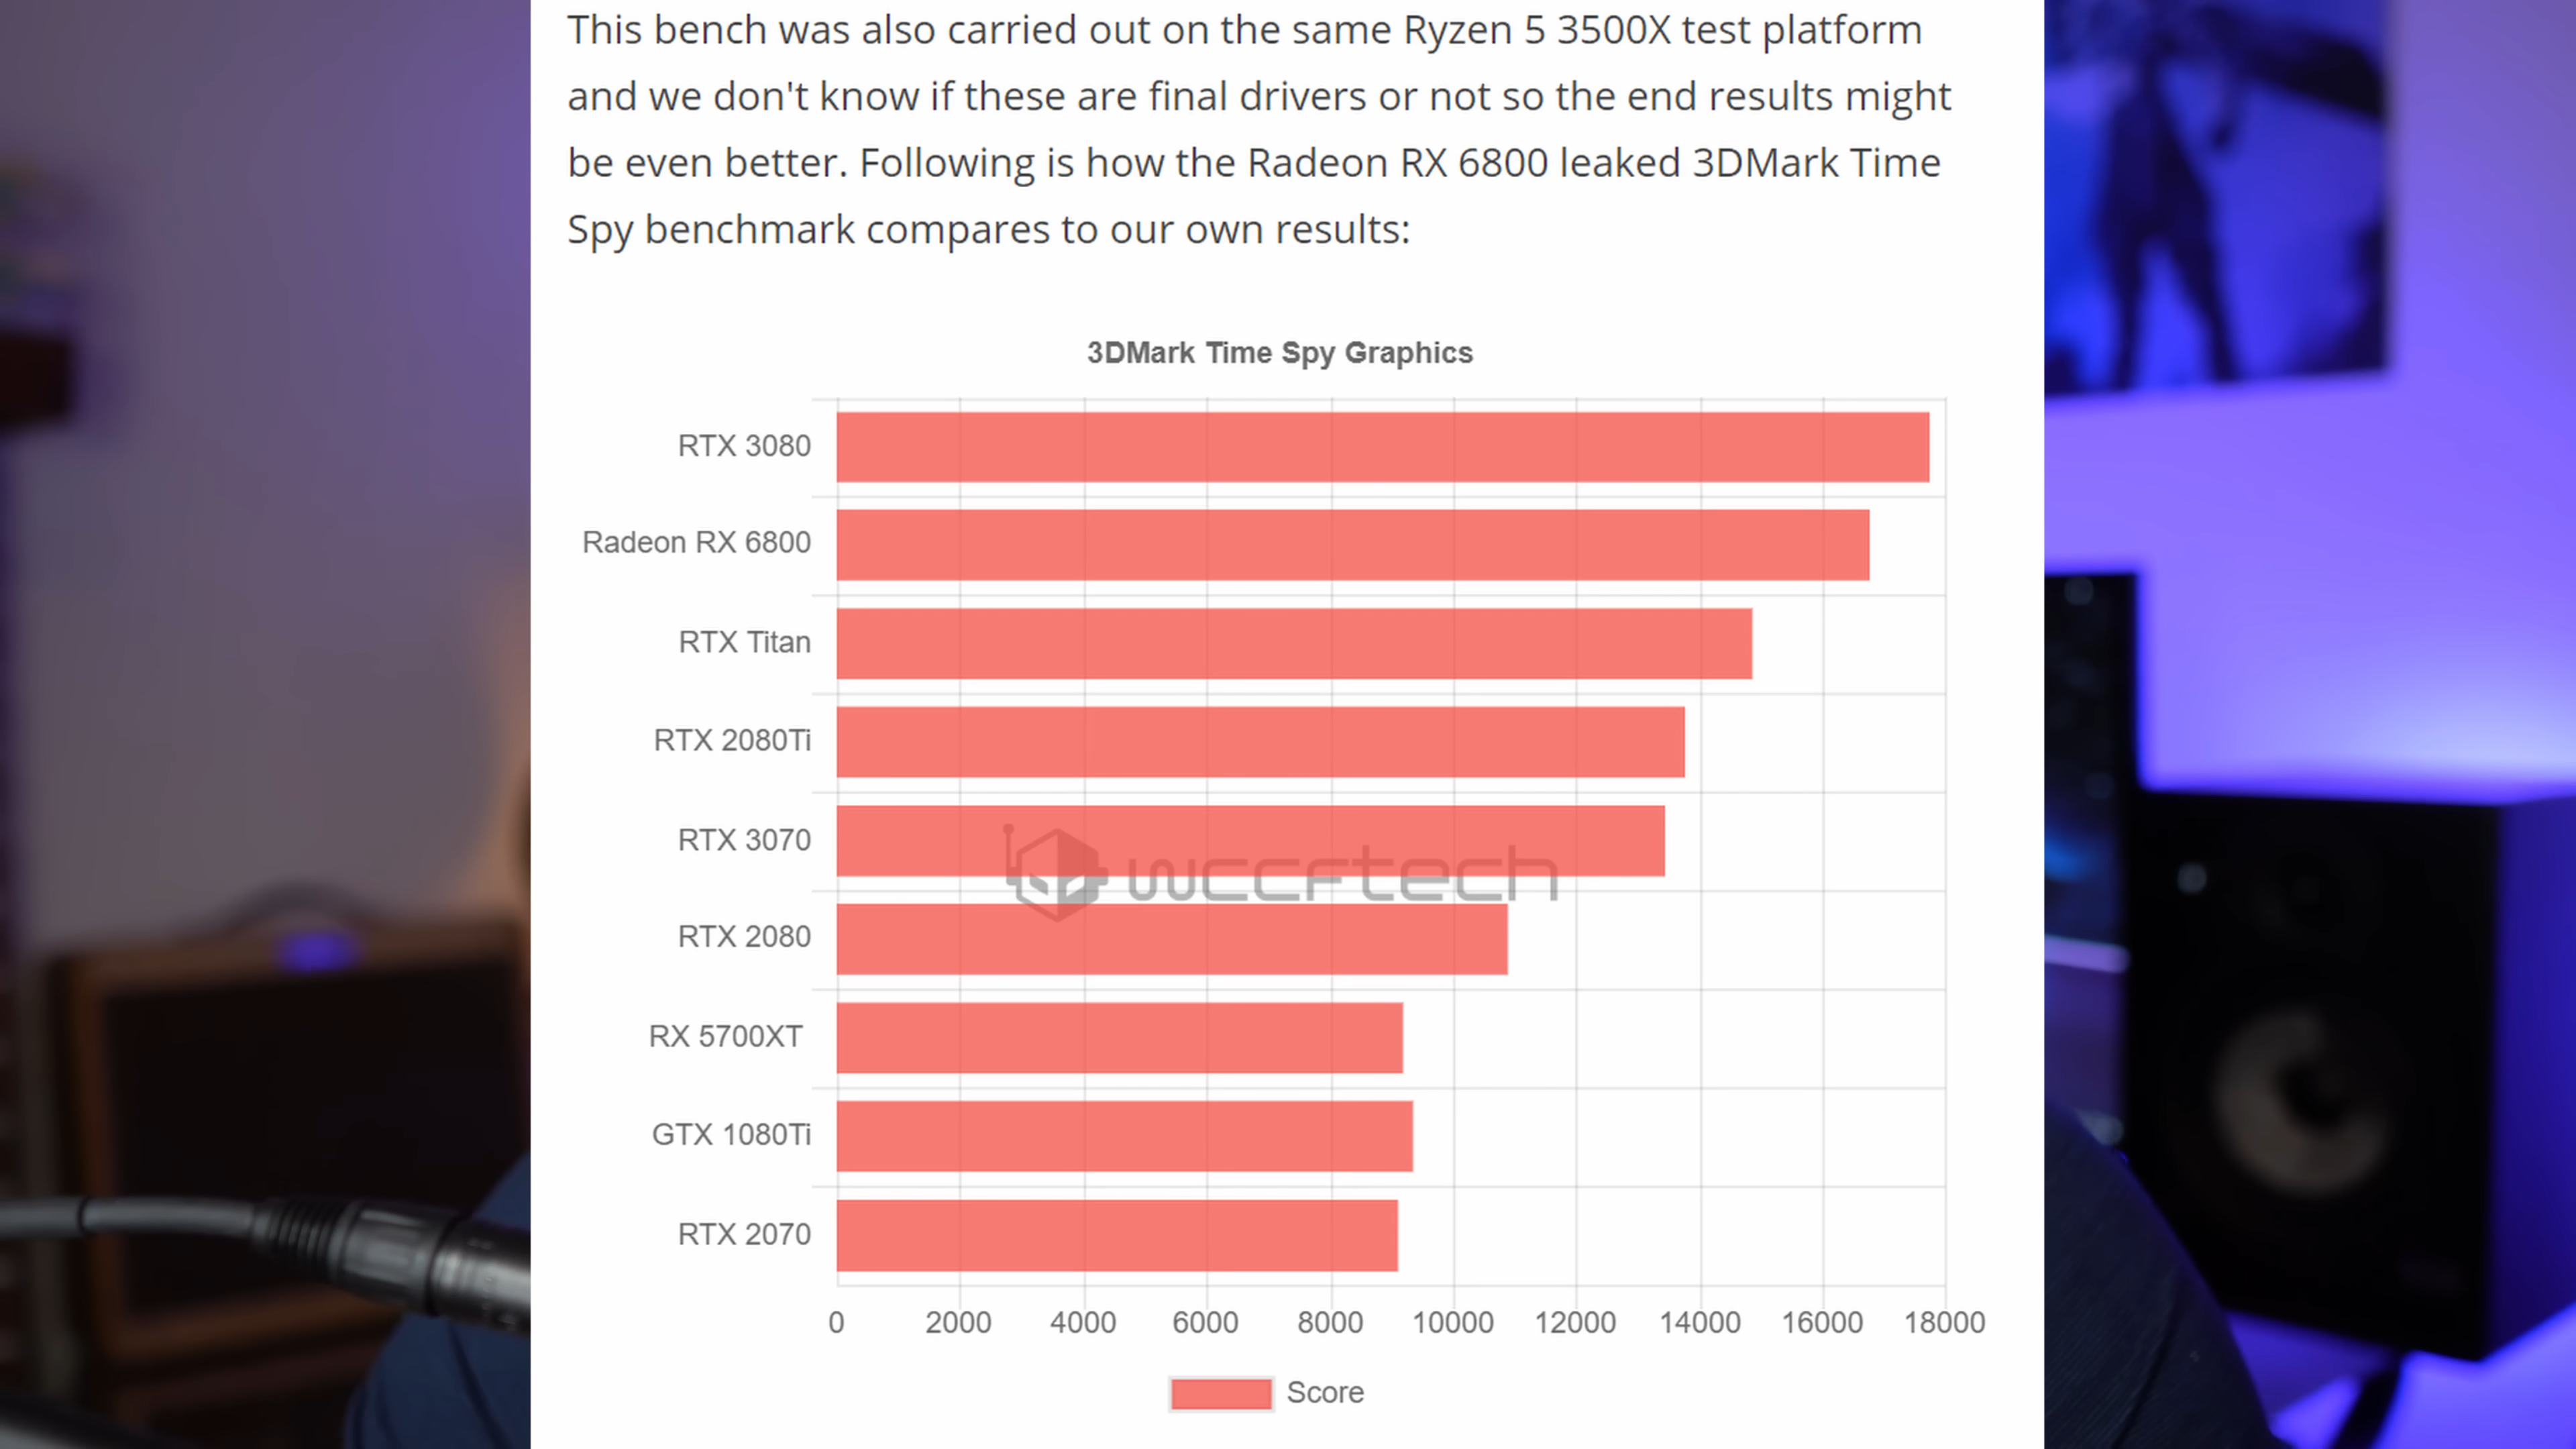 This bench was also carried out on the same Ryzen 5 3500X test platform
and we don't know if these are final drivers or not so the end results might
be even better. Following is how the Radeon RX 6800 leaked 3DMark Time
Spy benchmark compares to our own results:
3DMark Time Spy Graphics
RTX 3080
Radeon RX 6800
RTX Titan
RTX 2080Ti
RTX 3070
wccftech
RTX 2080
RX 5700XT
GTX 1080Ti
RTX 2070
0 2000 4000 6000 8000 10000 12000 14000 16000 18000
Score